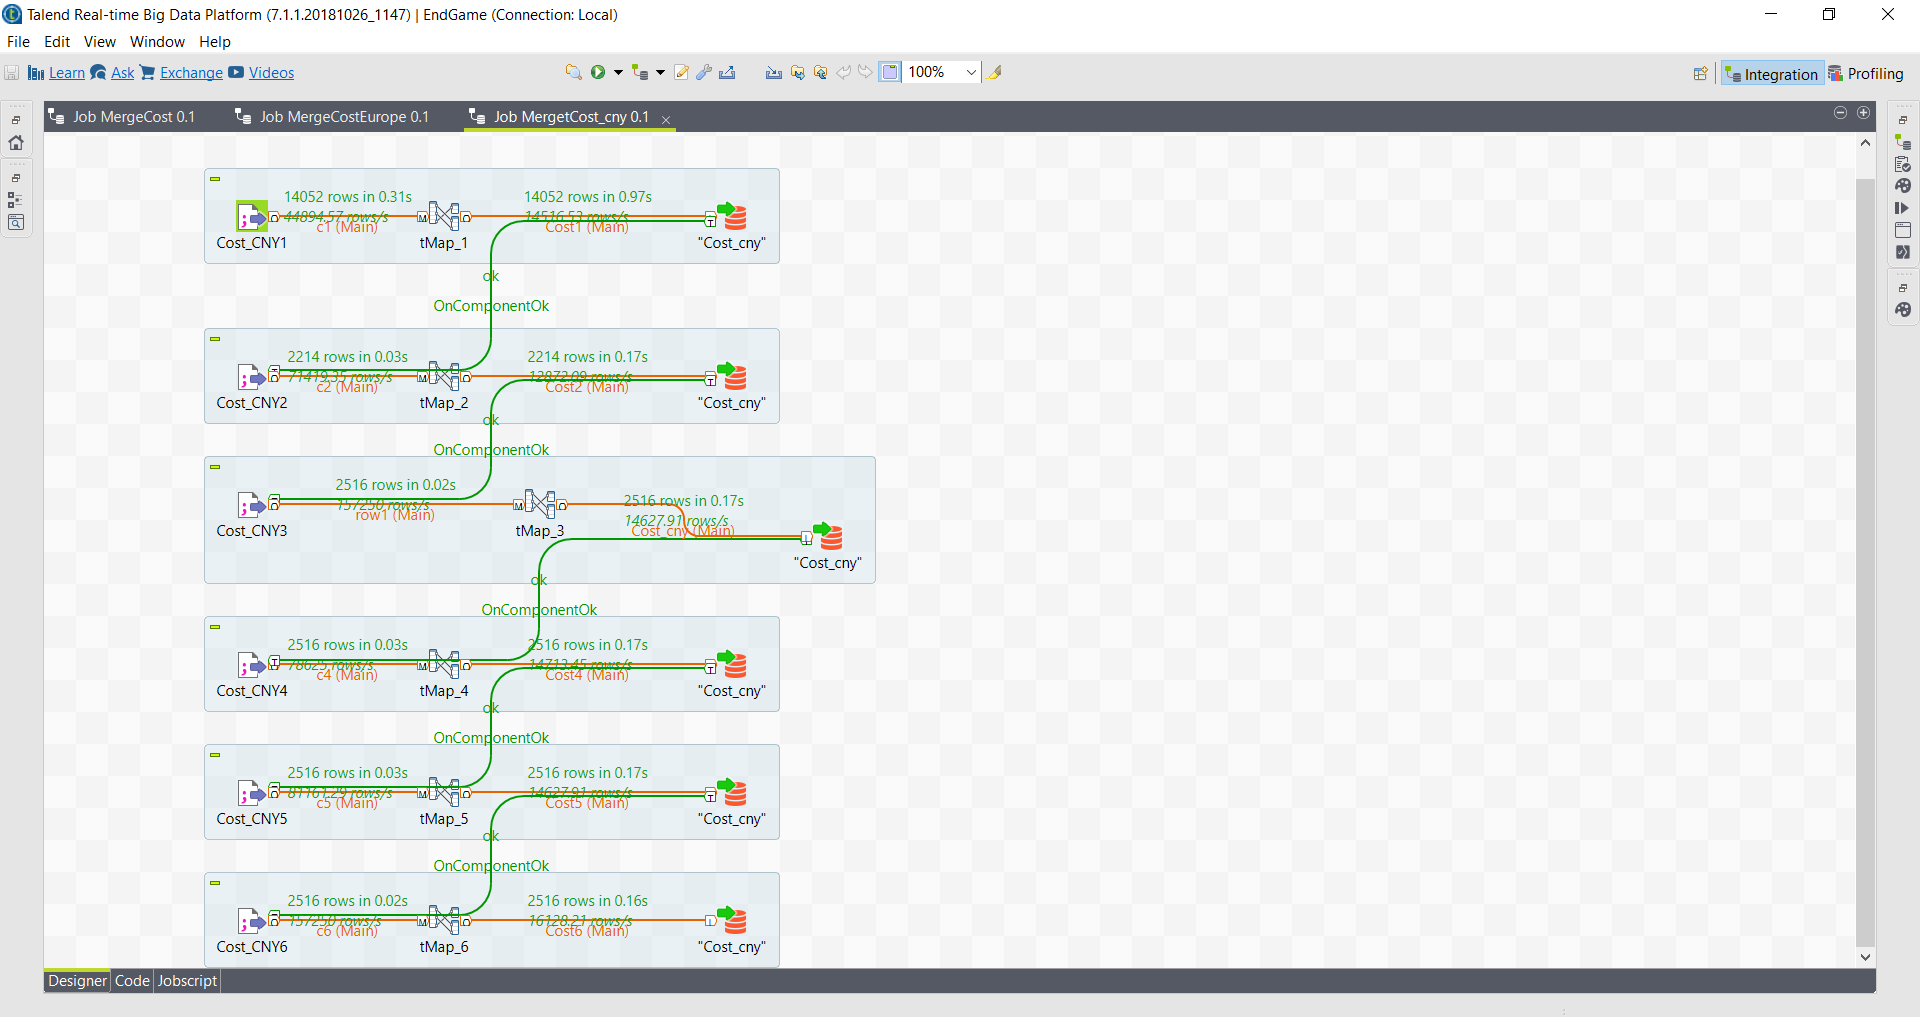 Talend Real-time Big Data Platform (7.1.1.20181026_1147) | EndGame (Connection: Local)
File Edit View Window Help
Learn Ask Exchange Videos 100% Integration Profiling
Job MergeCost 0.1 Job MergeCostEurope 0.1 Job MergetCost_cny 0.1
14052 rows in 0.31s 14052 rows in 0.97s
44894.57 rows/s 14516.53 rows/s
c1 (Main) Cost1 (Main)
Cost_CNY1 tMap_1 "Cost_cny"
ok
OnComponentOk
2214 rows in 0.03s 2214 rows in 0.17s
71419.35 rows/s 12872.09 rows/s
c2 (Main) Cost2 (Main)
Cost_CNY2 tMap_2 "Cost_cny"
ok
OnComponentOk
2516 rows in 0.02s 2516 rows in 0.17s
157250 rows/s 14627.91 rows/s
row1 (Main) Cost_cny (Main)
Cost_CNY3 tMap_3 "Cost_cny"
ok
OnComponentOk
2516 rows in 0.03s 2516 rows in 0.17s
78625 rows/s 14713.45 rows/s
c4 (Main) Cost4 (Main)
Cost_CNY4 tMap_4 "Cost_cny"
ok
OnComponentOk
2516 rows in 0.03s 2516 rows in 0.17s
81161.29 rows/s 14627.91 rows/s
c5 (Main) Cost5 (Main)
Cost_CNY5 tMap_5 "Cost_cny"
ok
OnComponentOk
2516 rows in 0.02s 2516 rows in 0.16s
157250 rows/s 16128.21 rows/s
c6 (Main) Cost6 (Main)
Cost_CNY6 tMap_6 "Cost_cny"
Designer Code Jobscript